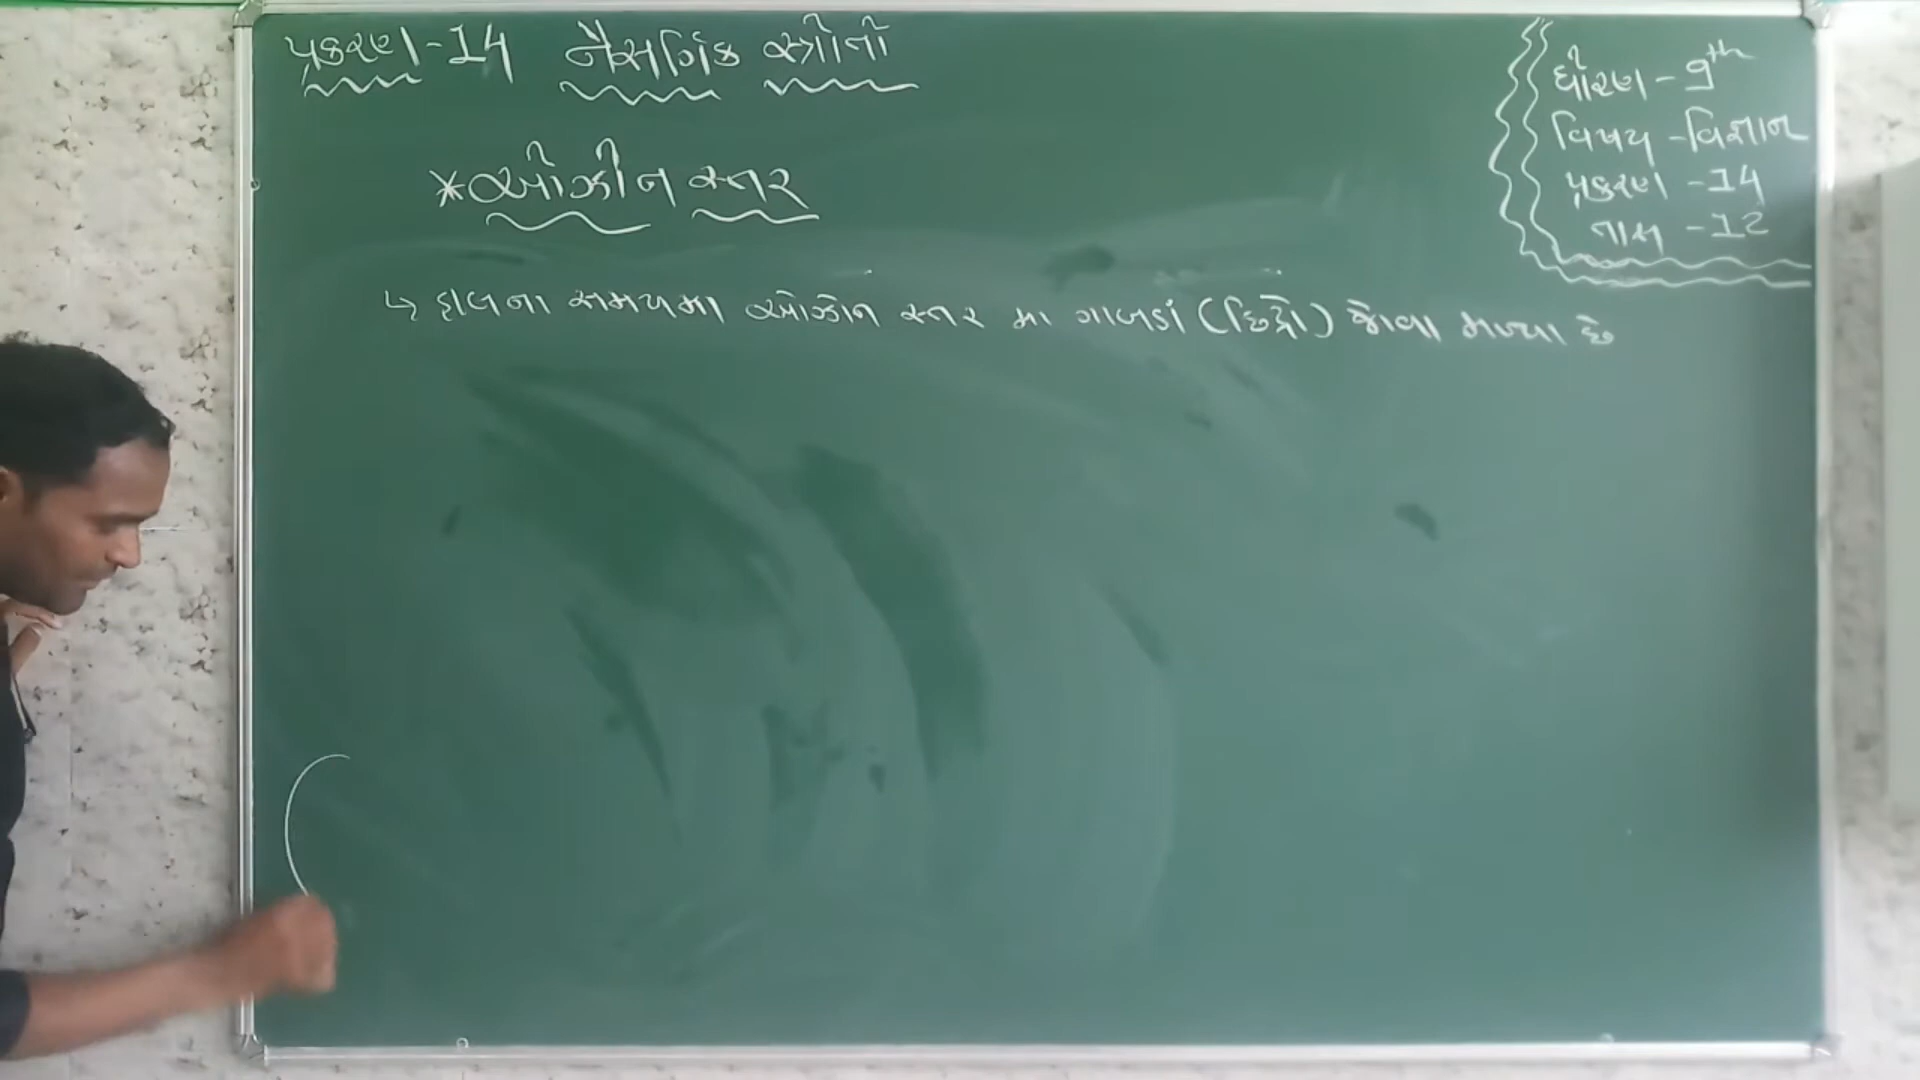 પ્રકરણ-14 નૈસર્ગિક સ્ત્રોતો
*ઓઝોન સ્તર
↳ હાલના સમયમા ઓઝોન સ્તર મા ગાબડાં (છિદ્રો) જોવા મળ્યા છે
ધોરણ - 9th
વિષય - વિજ્ઞાન
પ્રકરણ - 14
તાસ - 12